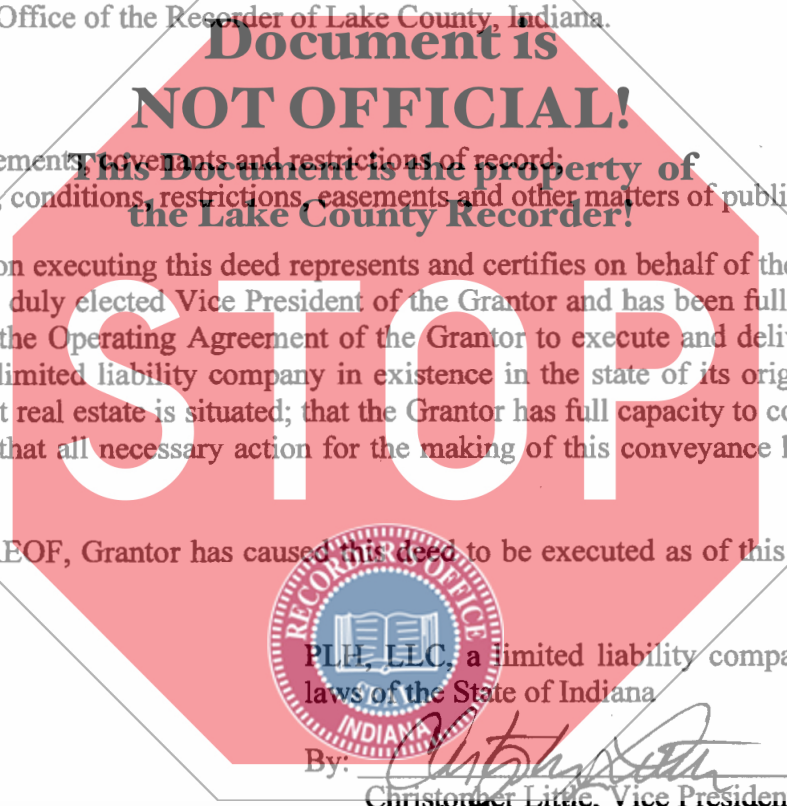 Office of the Recorder of Lake County, Indiana.
Document is
NOT OFFICIAL!
ements, covenants and restrictions of record;
This Document is the property of
, conditions, restrictions, easements and other matters of publi
the Lake County Recorder!
on executing this deed represents and certifies on behalf of the
duly elected Vice President of the Grantor and has been full
the Operating Agreement of the Grantor to execute and deli
limited liability company in existence in the state of its orig
t real estate is situated; that the Grantor has full capacity to co
that all necessary action for the making of this conveyance h
STOP
EOF, Grantor has caused this deed to be executed as of this
RECORDER'S OFFICE
PLH, LLC, a limited liability compa
laws of the State of Indiana
SEAL
INDIANA
By:
Christopher Little, Vice Presiden